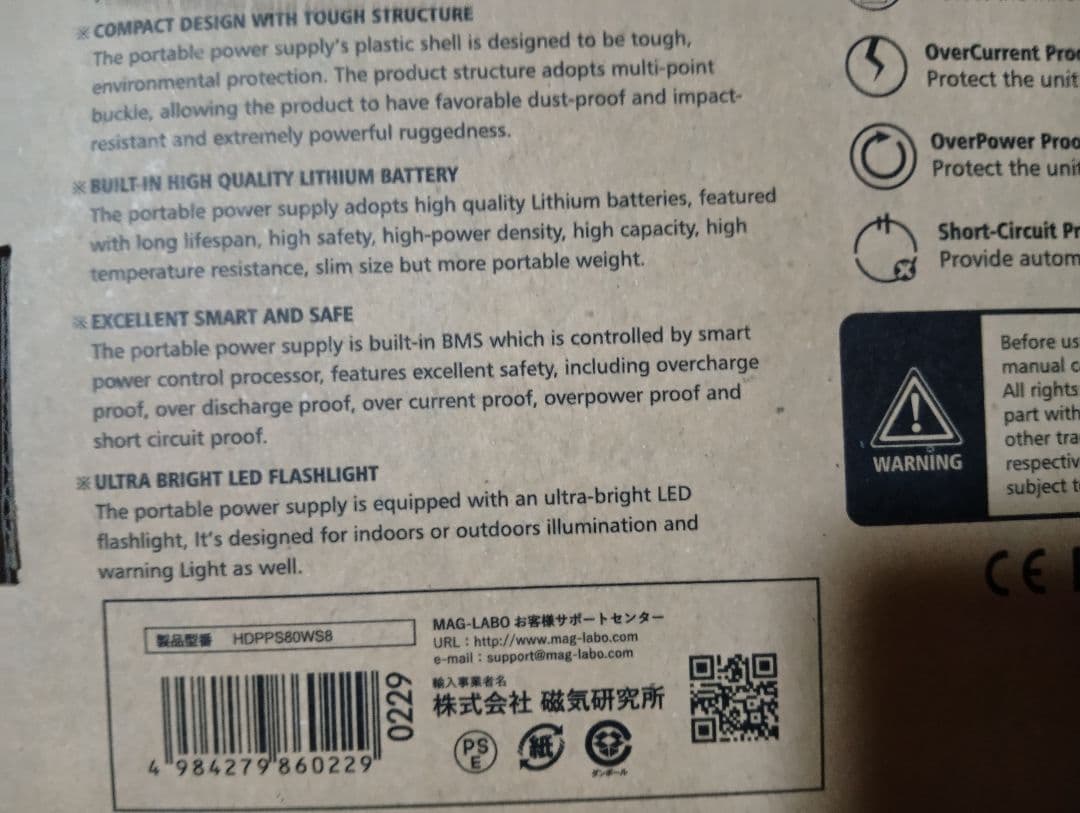 ※ COMPACT DESIGN WITH TOUGH STRUCTURE
The portable power supply's plastic shell is designed to be tough,
environmental protection. The product structure adopts multi-point
buckie, allowing the product to have favorable dust-proof and impact-
resistant and extremely powerful ruggedness.
※ BUILT-IN HIGH QUALITY LITHIUM BATTERY
The portable power supply adopts high quality Lithium batteries, featured
with long lifespan, high safety, high-power density, high capacity, high
temperature resistance, slim size but more portable weight.
※ EXCELLENT SMART AND SAFE
The portable power supply is built-in BMS which is controlled by smart
power control processor, features excellent safety, including overcharge
proof, over discharge proof, over current proof, overpower proof and
short circuit proof.
※ ULTRA BRIGHT LED FLASHLIGHT
The portable power supply is equipped with an ultra-bright LED
flashlight, It's designed for indoors or outdoors illumination and
warning Light as well.
OverCurrent Proo
Protect the unit
OverPower Proo
Protect the unit
Short-Circuit Pr
Provide autom
WARNING
Before us
manual c
All rights
part with
other tra
respectiv
subject t
CE
製品型番 HDPPS80WS8
0229
4 984279 860229
MAG-LABO お客様サポートセンター
URL : http://www.mag-labo.com
e-mail : support@mag-labo.com
輸入事業者名
株式会社 磁気研究所
PS
E
紙
ダンボール